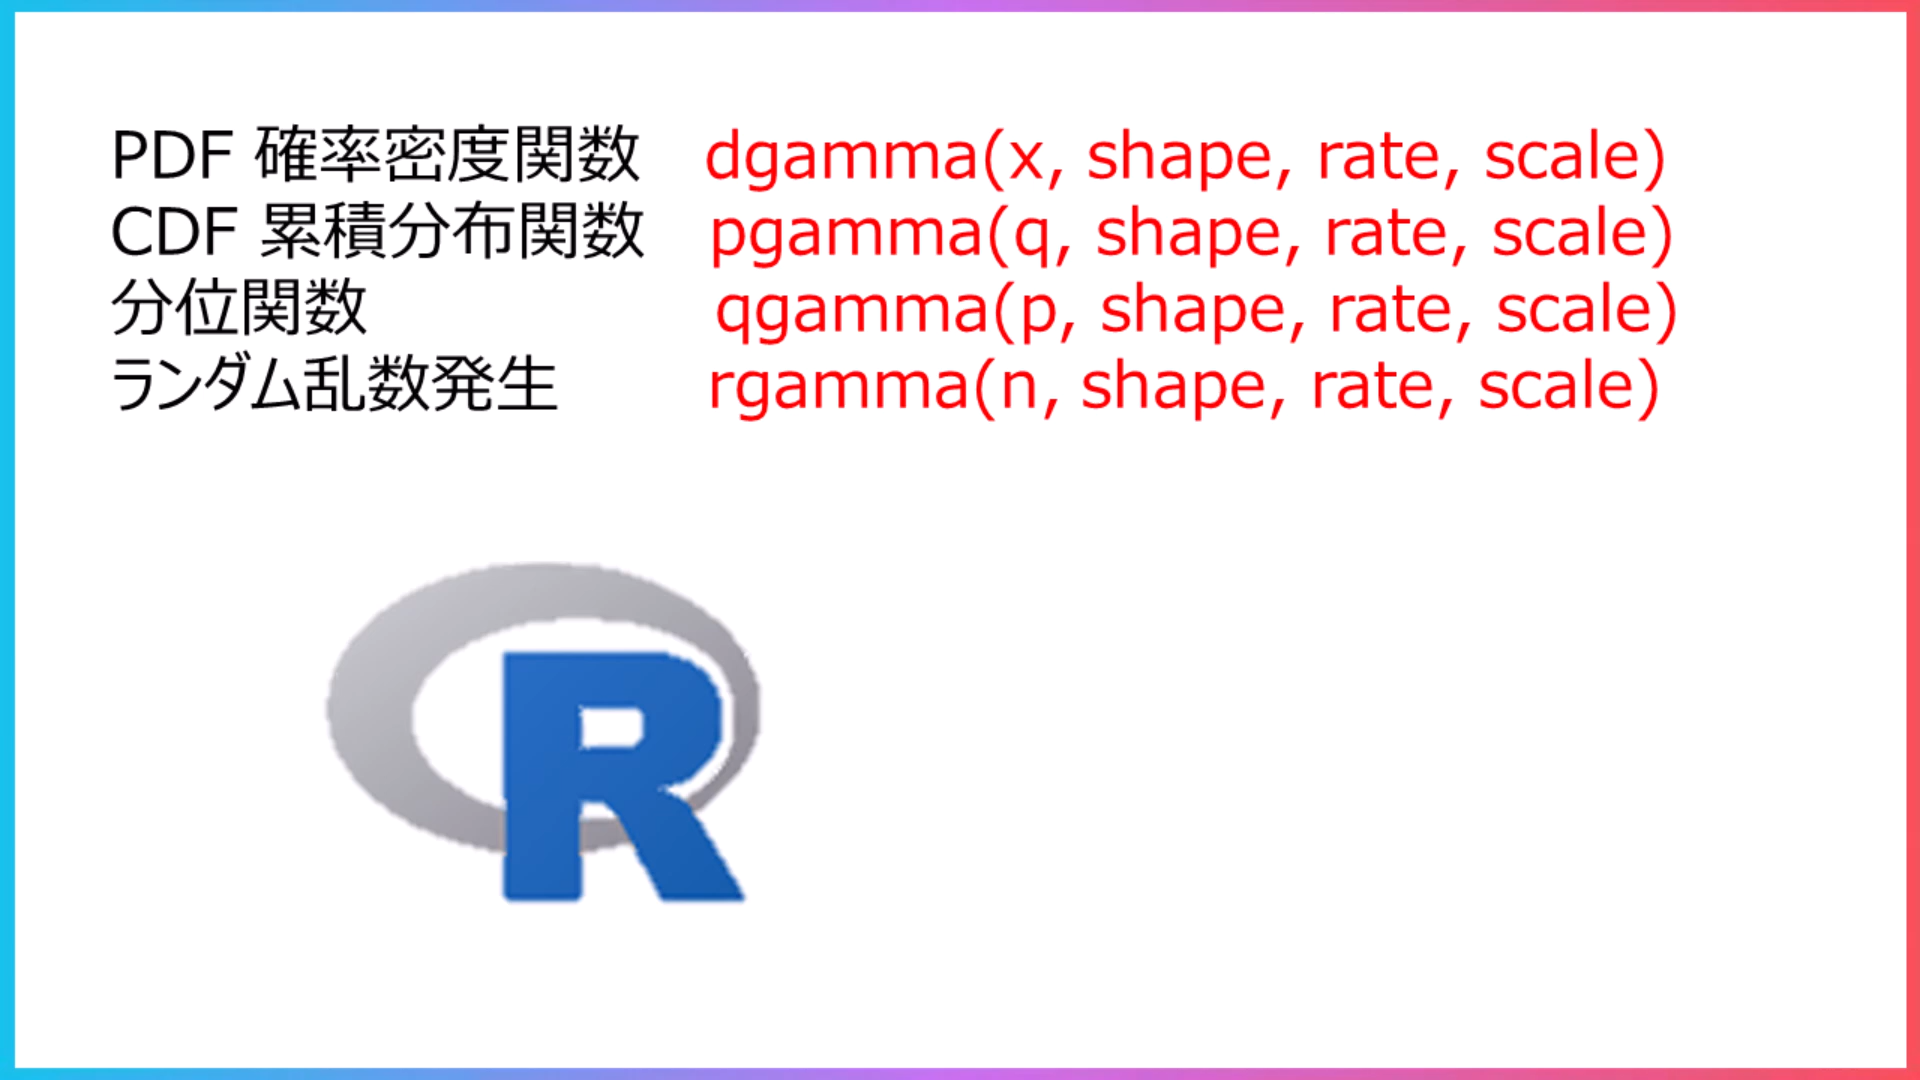 PDF 確率密度関数 dgamma(x, shape, rate, scale)
CDF 累積分布関数 pgamma(q, shape, rate, scale)
分位関数 qgamma(p, shape, rate, scale)
ランダム乱数発生 rgamma(n, shape, rate, scale)
R